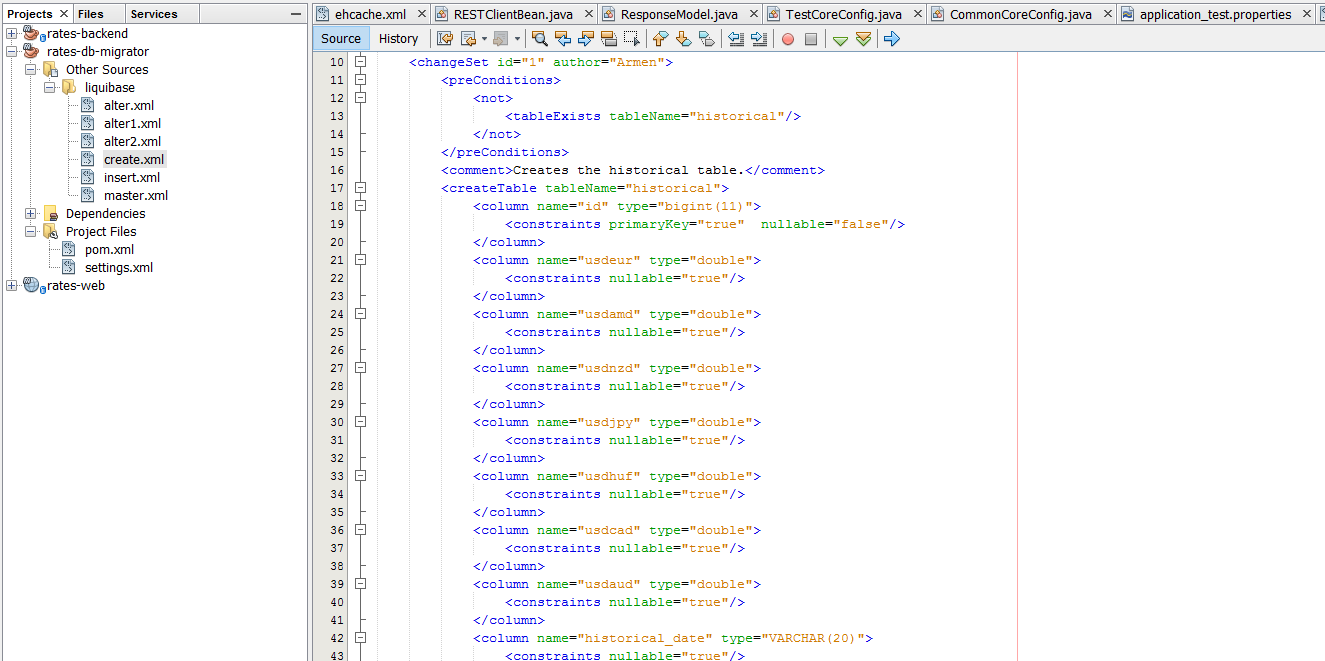 Projects Files Services
rates-backend
rates-db-migrator
Other Sources
liquibase
alter.xml
alter1.xml
alter2.xml
create.xml
insert.xml
master.xml
Dependencies
Project Files
pom.xml
settings.xml
rates-web
ehcache.xml RESTClientBean.java ResponseModel.java TestCoreConfig.java CommonCoreConfig.java application_test.properties
Source History
10 <changeSet id="1" author="Armen">
11 <preConditions>
12 <not>
13 <tableExists tableName="historical"/>
14 </not>
15 </preConditions>
16 <comment>Creates the historical table.</comment>
17 <createTable tableName="historical">
18 <column name="id" type="bigint(11)">
19 <constraints primaryKey="true"  nullable="false"/>
20 </column>
21 <column name="usdeur" type="double">
22 <constraints nullable="true"/>
23 </column>
24 <column name="usdamd" type="double">
25 <constraints nullable="true"/>
26 </column>
27 <column name="usdnzd" type="double">
28 <constraints nullable="true"/>
29 </column>
30 <column name="usdjpy" type="double">
31 <constraints nullable="true"/>
32 </column>
33 <column name="usdhuf" type="double">
34 <constraints nullable="true"/>
35 </column>
36 <column name="usdcad" type="double">
37 <constraints nullable="true"/>
38 </column>
39 <column name="usdaud" type="double">
40 <constraints nullable="true"/>
41 </column>
42 <column name="historical_date" type="VARCHAR(20)">
43 <constraints nullable="true"/>